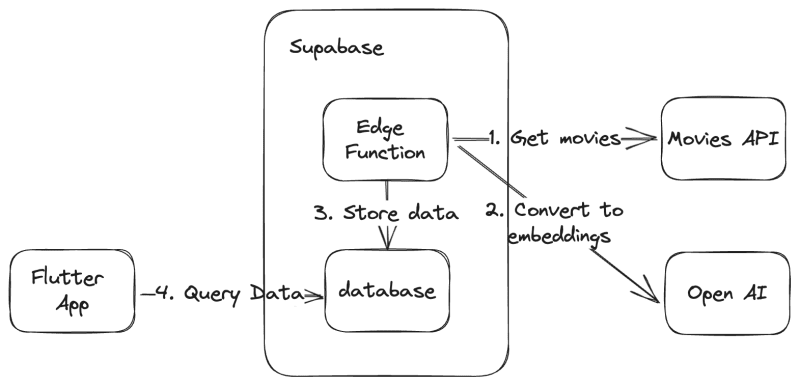 Supabase
Edge
Function
1. Get movies
Movies API
3. Store data
2. Convert to
embeddings
Flutter
App
4. Query Data
database
Open AI